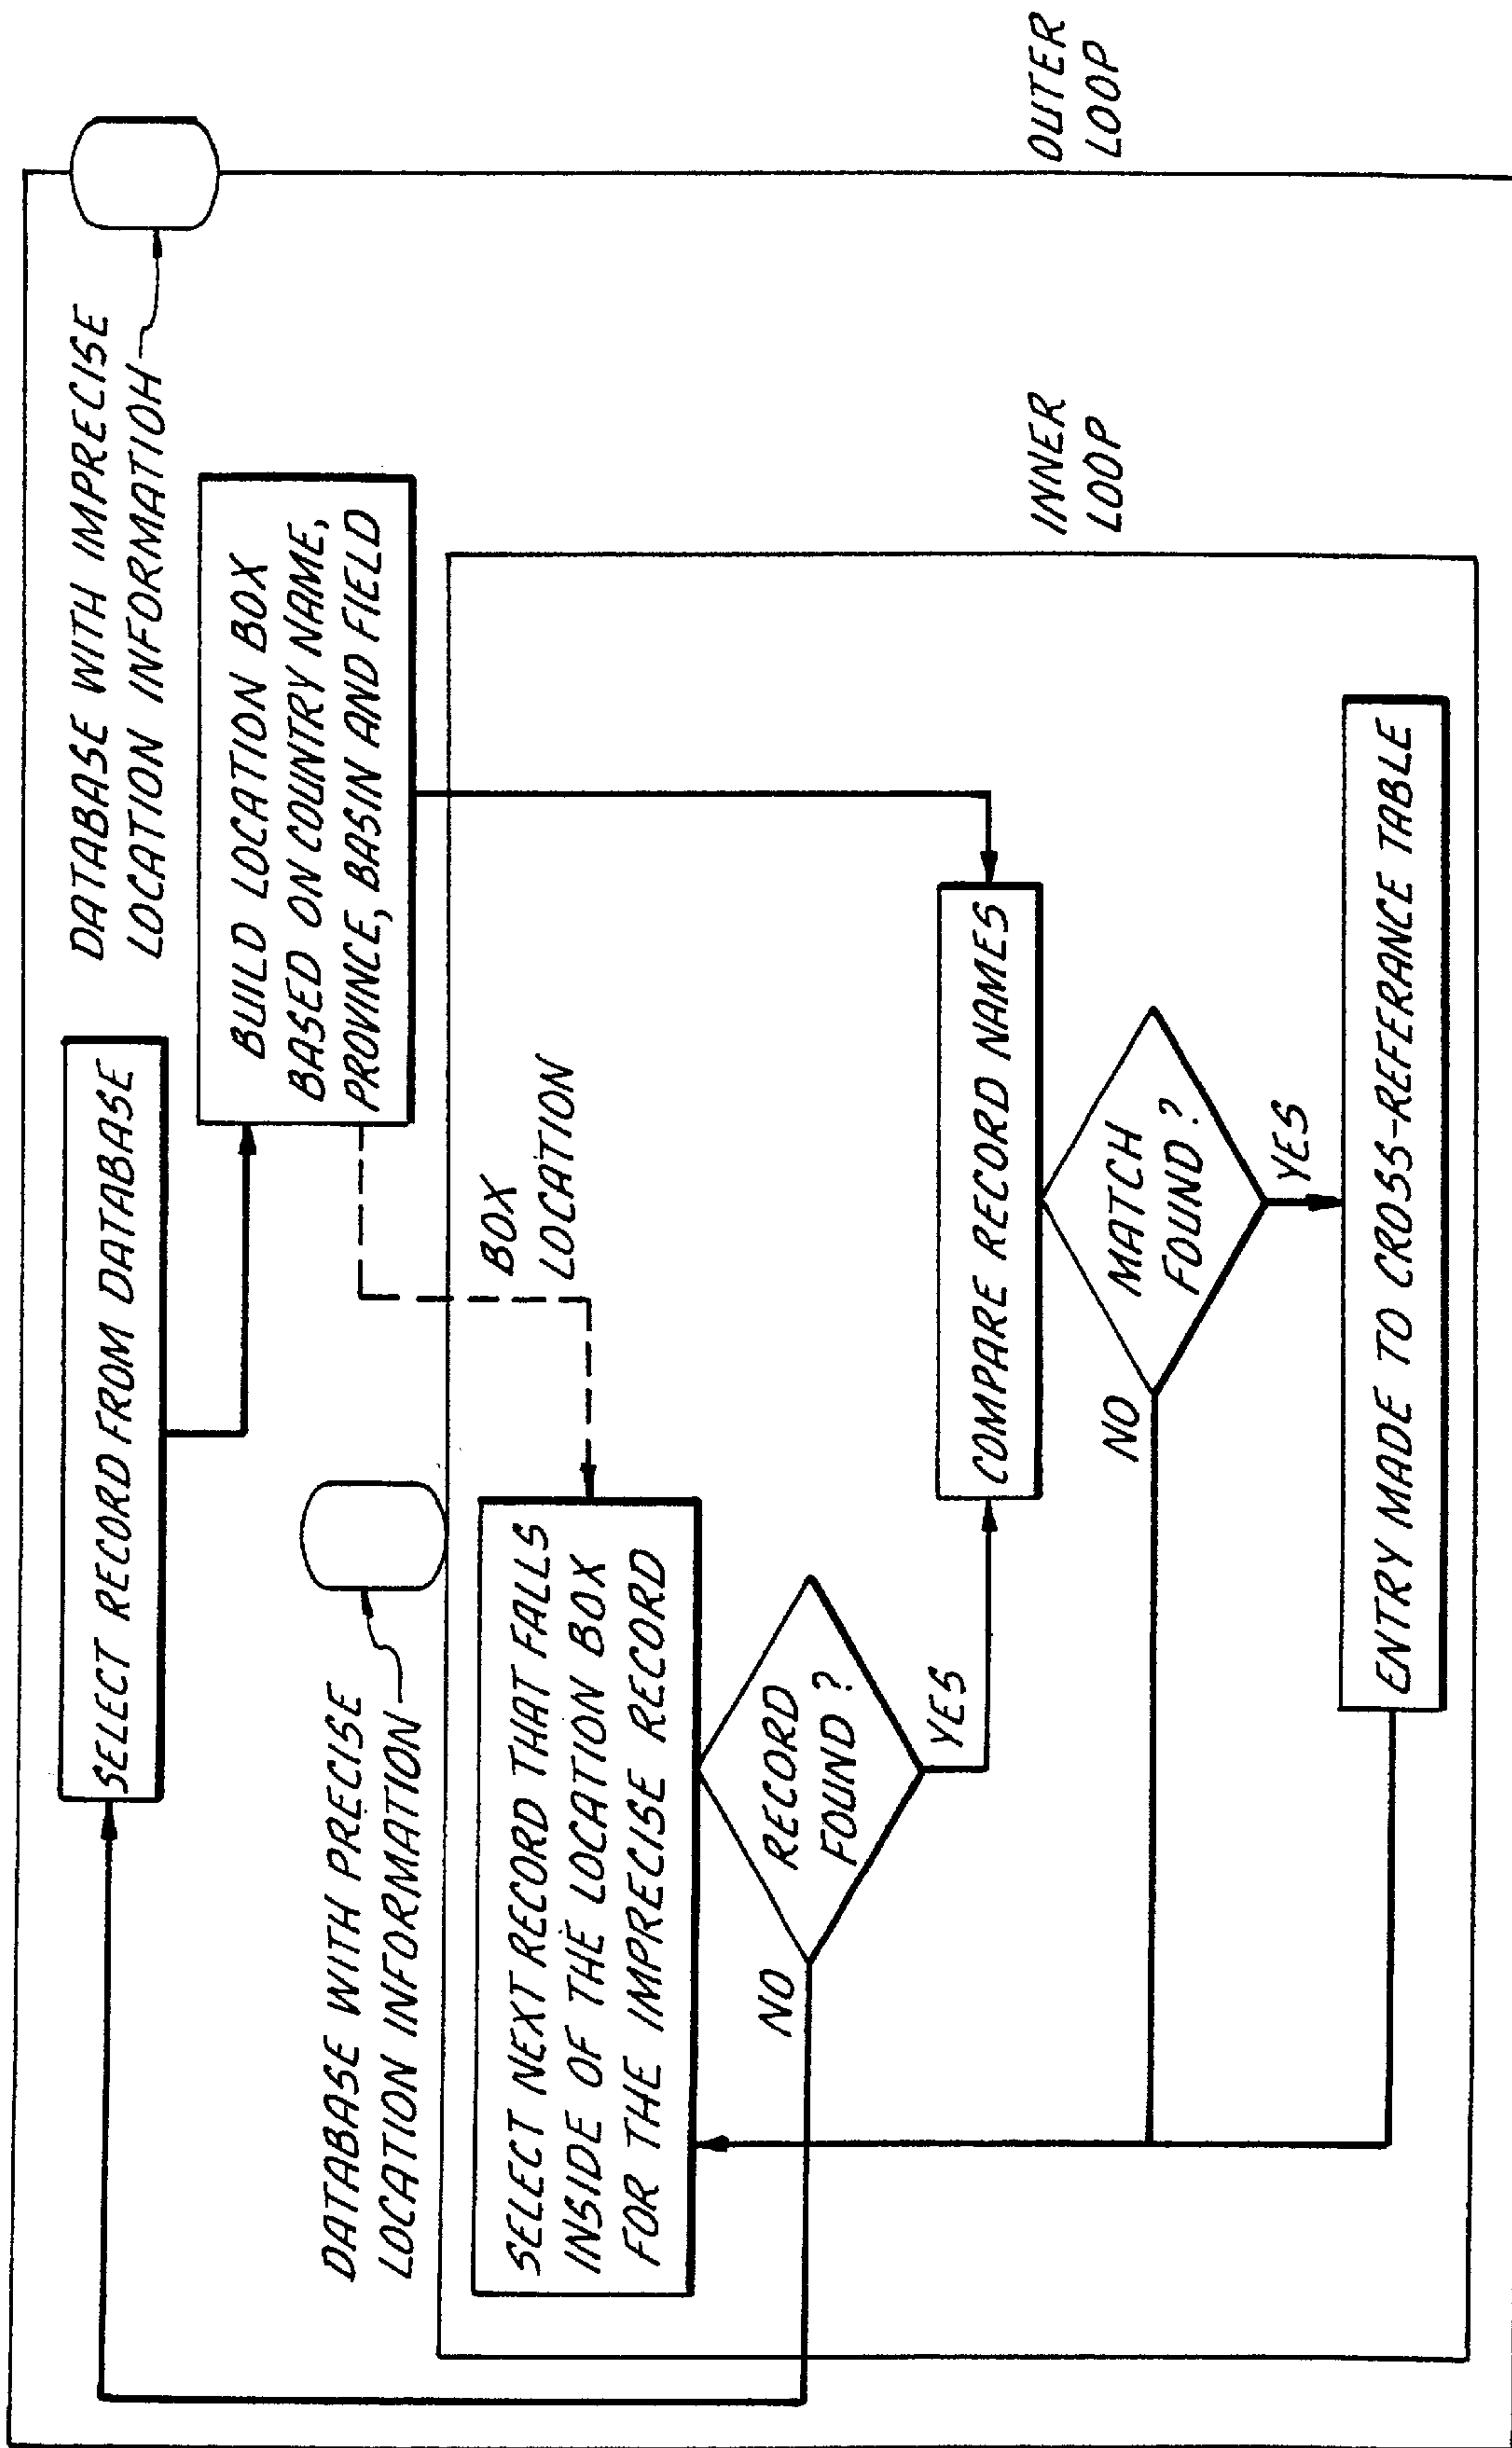 SELECT RECORD FROM DATABASE
DATABASE WITH IMPRECISE
LOCATION INFORMATION
BUILD LOCATION BOX
BASED ON COUNTRY NAME,
PROVINCE, BASIN AND FIELD
DATABASE WITH PRECISE
LOCATION INFORMATION
BOX
LOCATION
SELECT NEXT RECORD THAT FALLS
INSIDE OF THE LOCATION BOX
FOR THE IMPRECISE RECORD
RECORD
FOUND?
NO
YES
COMPARE RECORD NAMES
MATCH
FOUND?
NO
YES
ENTRY MADE TO CROSS-REFERANCE TABLE
INNER
LOOP
OUTER
LOOP